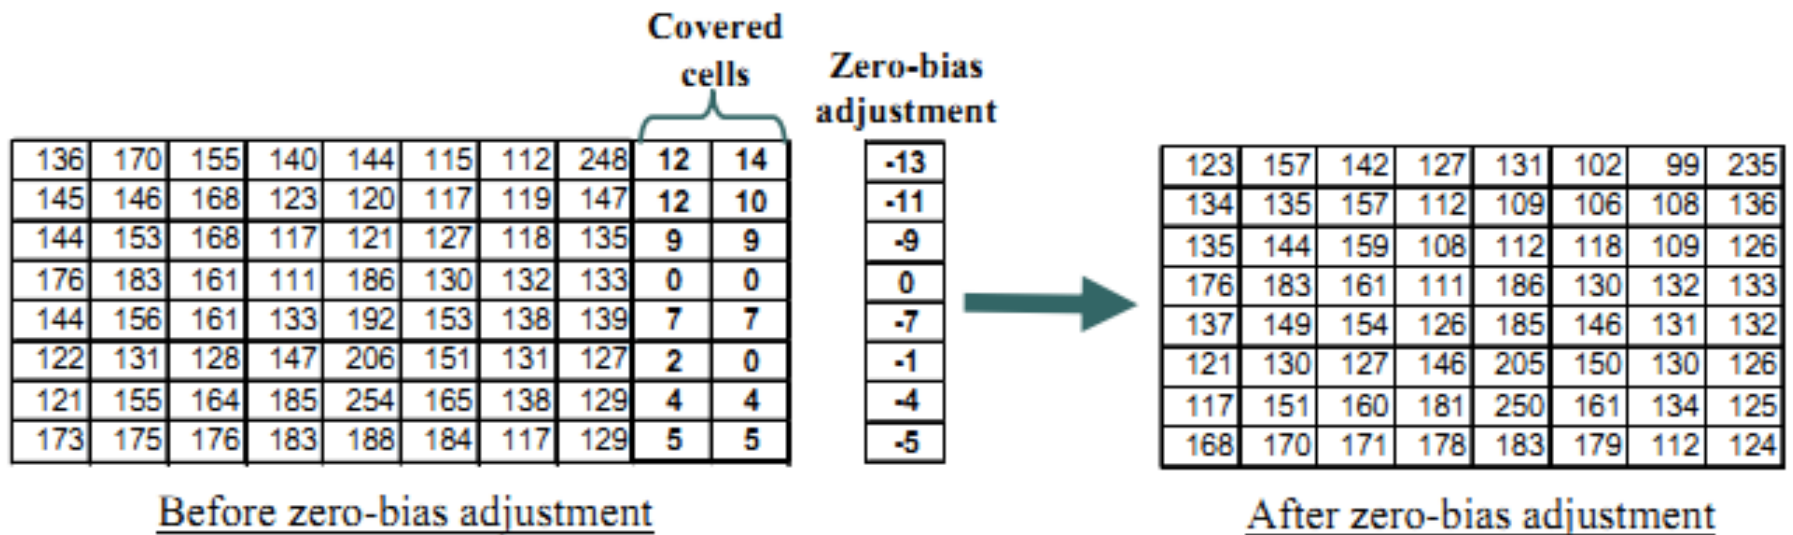 Covered
cells
Zero-bias
adjustment
136 170 155 140 144 115 112 248 12 14
145 146 168 123 120 117 119 147 12 10
144 153 168 117 121 127 118 135 9 9
176 183 161 111 186 130 132 133 0 0
144 156 161 133 192 153 138 139 7 7
122 131 128 147 206 151 131 127 2 0
121 155 164 185 254 165 138 129 4 4
173 175 176 183 188 184 117 129 5 5
-13
-11
-9
0
-7
-1
-4
-5
123 157 142 127 131 102 99 235
134 135 157 112 109 106 108 136
135 144 159 108 112 118 109 126
176 183 161 111 186 130 132 133
137 149 154 126 185 146 131 132
121 130 127 146 205 150 130 126
117 151 160 181 250 161 134 125
168 170 171 178 183 179 112 124
Before zero-bias adjustment
After zero-bias adjustment